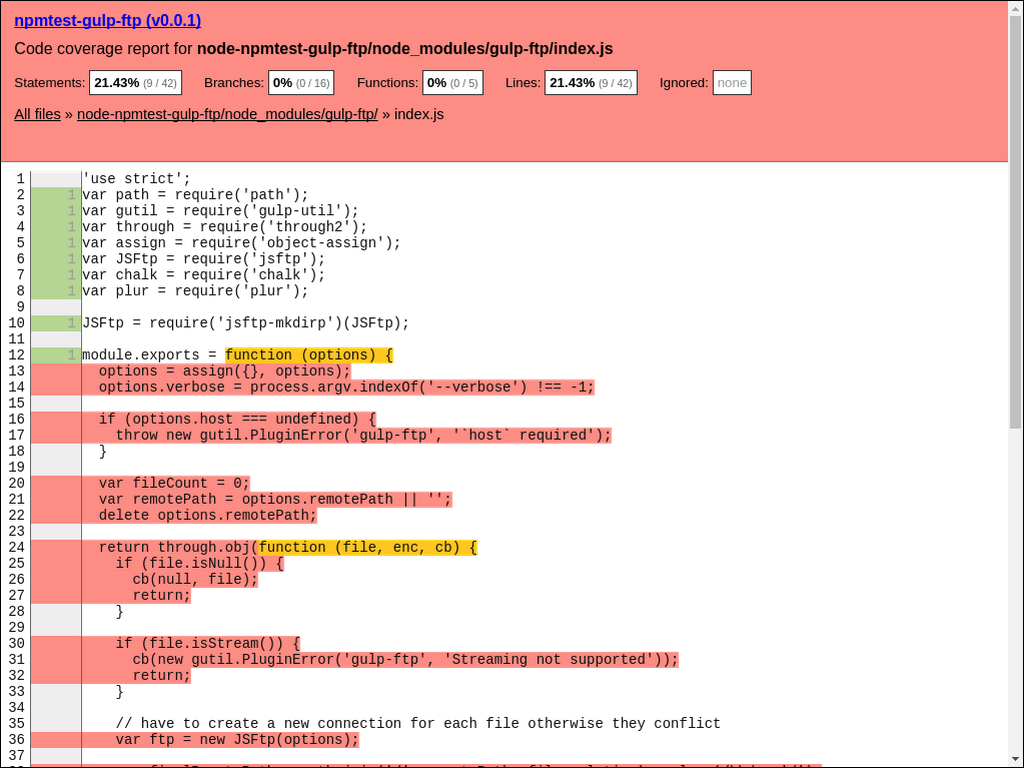 npmtest-gulp-ftp (v0.0.1)
Code coverage report for node-npmtest-gulp-ftp/node_modules/gulp-ftp/index.js
Statements: 21.43% (9 / 42) Branches: 0% (0 / 16) Functions: 0% (0 / 5) Lines: 21.43% (9 / 42) Ignored: none
All files » node-npmtest-gulp-ftp/node_modules/gulp-ftp/ » index.js
1 'use strict';
2 1 var path = require('path');
3 1 var gutil = require('gulp-util');
4 1 var through = require('through2');
5 1 var assign = require('object-assign');
6 1 var JSFtp = require('jsftp');
7 1 var chalk = require('chalk');
8 1 var plur = require('plur');
9
10 1 JSFtp = require('jsftp-mkdirp')(JSFtp);
11
12 1 module.exports = function (options) {
13 options = assign({}, options);
14 options.verbose = process.argv.indexOf('--verbose') !== -1;
15
16 if (options.host === undefined) {
17 throw new gutil.PluginError('gulp-ftp', '`host` required');
18 }
19
20 var fileCount = 0;
21 var remotePath = options.remotePath || '';
22 delete options.remotePath;
23
24 return through.obj(function (file, enc, cb) {
25 if (file.isNull()) {
26 cb(null, file);
27 return;
28 }
29
30 if (file.isStream()) {
31 cb(new gutil.PluginError('gulp-ftp', 'Streaming not supported'));
32 return;
33 }
34
35 // have to create a new connection for each file otherwise they conflict
36 var ftp = new JSFtp(options);
37